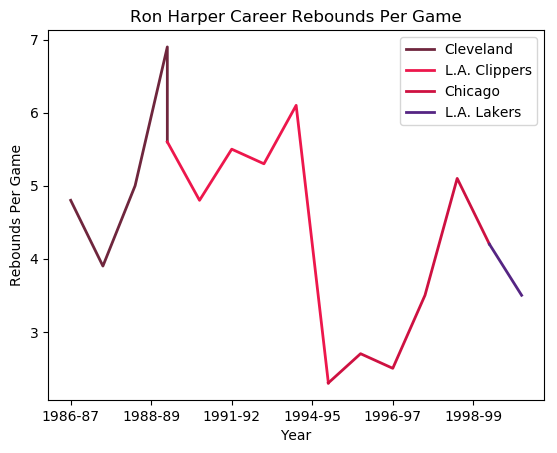 Ron Harper Career Rebounds Per Game
7
6
5
4
3
Rebounds Per Game
Cleveland
L.A. Clippers
Chicago
L.A. Lakers
1986-87 1988-89 1991-92 1994-95 1996-97 1998-99
Year